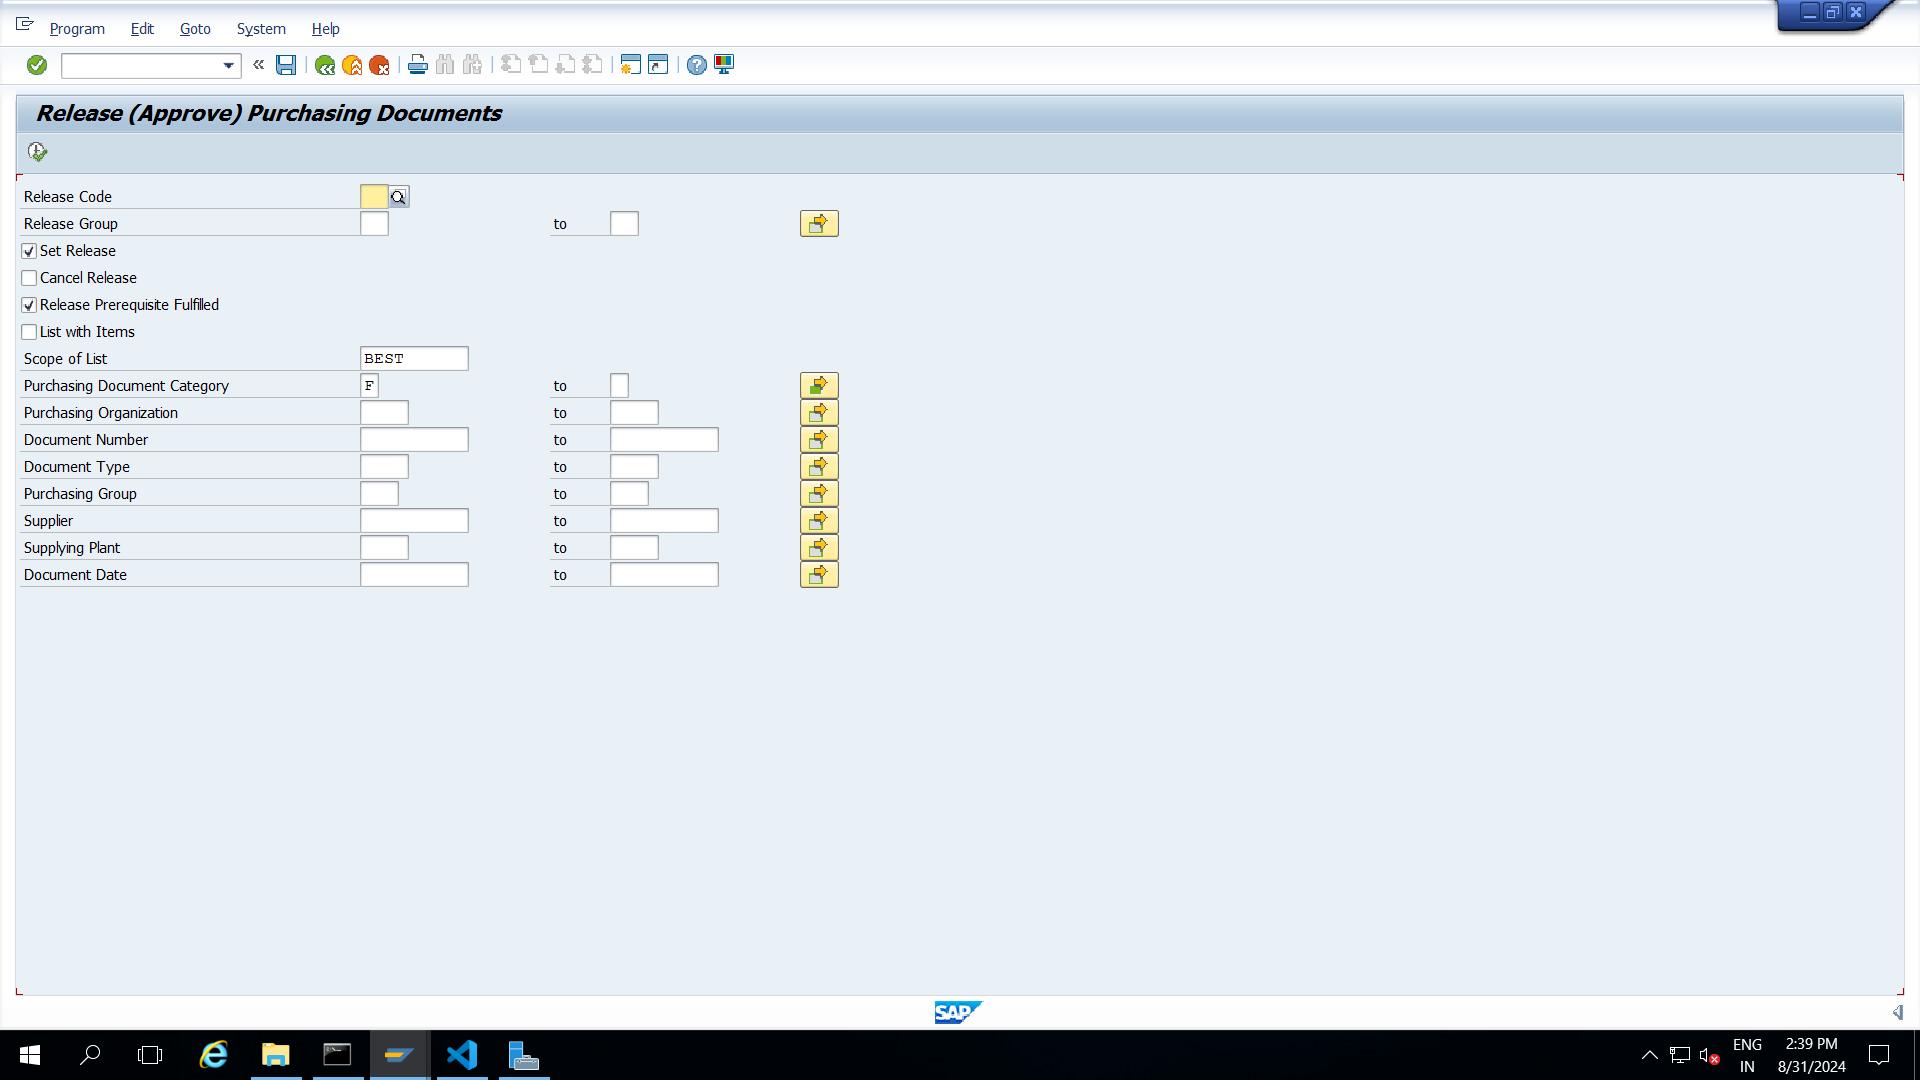 Program Edit Goto System Help
Release (Approve) Purchasing Documents
Release Code
Release Group to
Set Release
Cancel Release
Release Prerequisite Fulfilled
List with Items
Scope of List BEST
Purchasing Document Category F to
Purchasing Organization to
Document Number to
Document Type to
Purchasing Group to
Supplier to
Supplying Plant to
Document Date to
SAP
ENG 2:39 PM
IN 8/31/2024